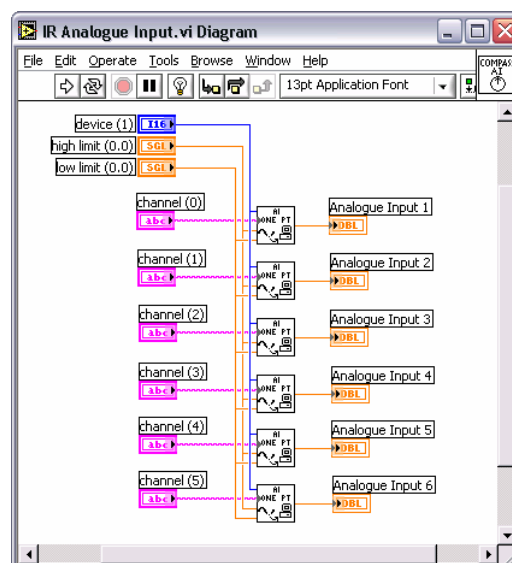 IR Analogue Input.vi Diagram
File Edit Operate Tools Browse Window Help
13pt Application Font
COMPASS
AI
device (1) I16
high limit (0.0) SGL
low limit (0.0) SGL
channel (0)
abc
AI
ONE PT
Analogue Input 1
DBL
channel (1)
abc
AI
ONE PT
Analogue Input 2
DBL
channel (2)
abc
AI
ONE PT
Analogue Input 3
DBL
channel (3)
abc
AI
ONE PT
Analogue Input 4
DBL
channel (4)
abc
AI
ONE PT
Analogue Input 5
DBL
channel (5)
abc
AI
ONE PT
Analogue Input 6
DBL